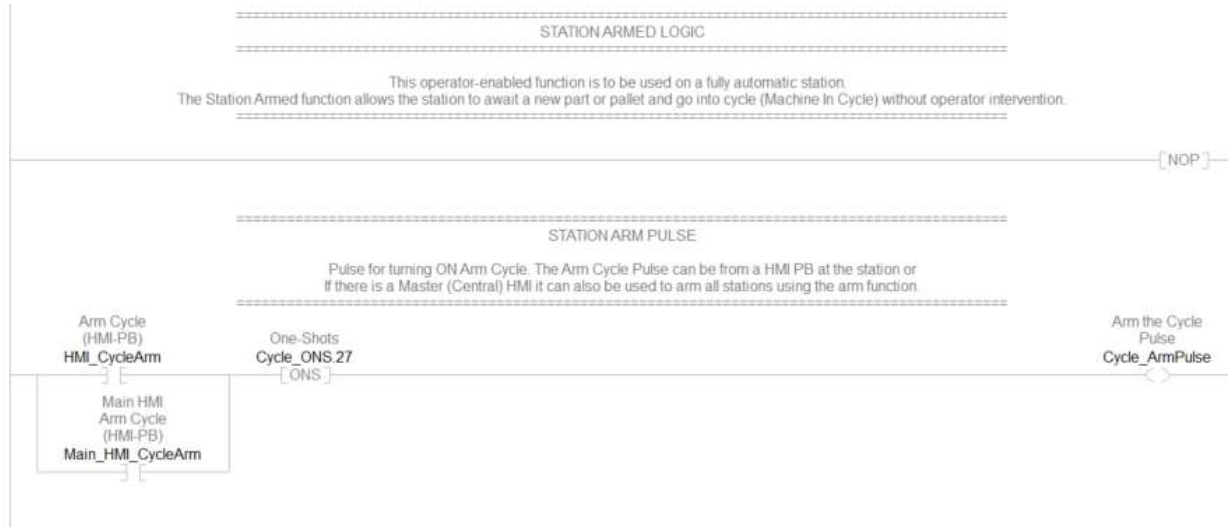 ================================================================
STATION ARMED LOGIC
================================================================
This operator-enabled function is to be used on a fully automatic station.
The Station Armed function allows the station to await a new part or pallet and go into cycle (Machine In Cycle) without operator intervention.
================================================================
NOP
================================================================
STATION ARM PULSE
Pulse for turning ON Arm Cycle. The Arm Cycle Pulse can be from a HMI PB at the station or
If there is a Master (Central) HMI it can also be used to arm all stations using the arm function.
================================================================
Arm Cycle
(HMI-PB)
HMI_CycleArm
One-Shots
Cycle_ONS.27
ONS
Arm the Cycle
Pulse
Cycle_ArmPulse
Main HMI
Arm Cycle
(HMI-PB)
Main_HMI_CycleArm